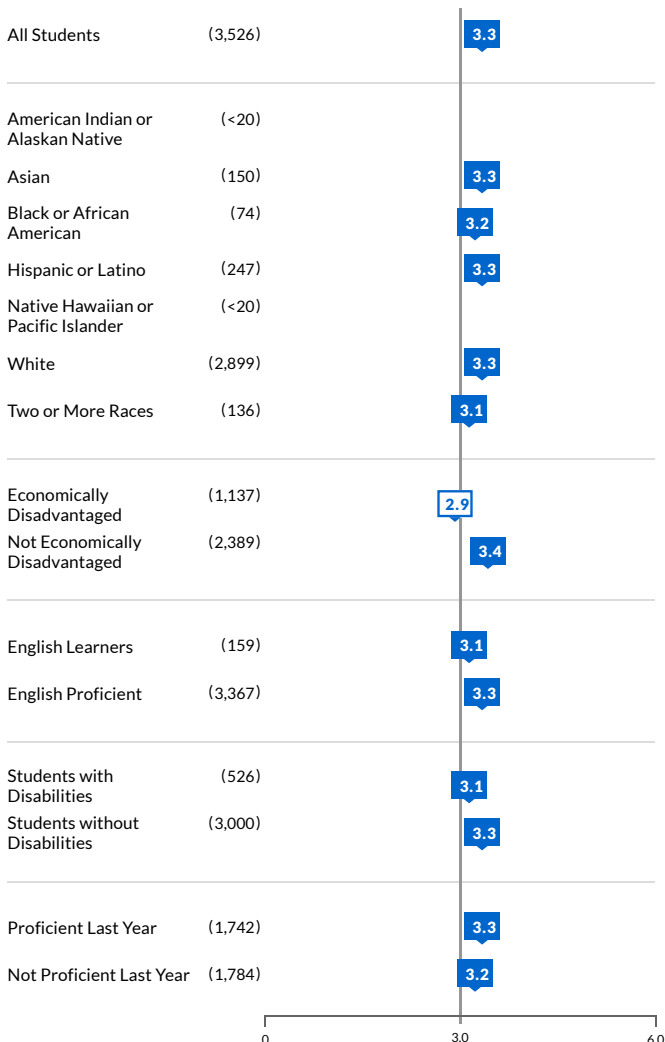 All Students (3,526) 3.3
American Indian or (<20)
Alaskan Native
Asian (150) 3.3
Black or African (74)
American 3.2
Hispanic or Latino (247) 3.3
Native Hawaiian or (<20)
Pacific Islander
White (2,899) 3.3
Two or More Races (136) 3.1
Economically (1,137) 2.9
Disadvantaged
Not Economically (2,389) 3.4
Disadvantaged
English Learners (159) 3.1
English Proficient (3,367) 3.3
Students with (526) 3.1
Disabilities
Students without (3,000) 3.3
Disabilities
Proficient Last Year (1,742) 3.3
Not Proficient Last Year (1,784) 3.2
0 3.0 6.0